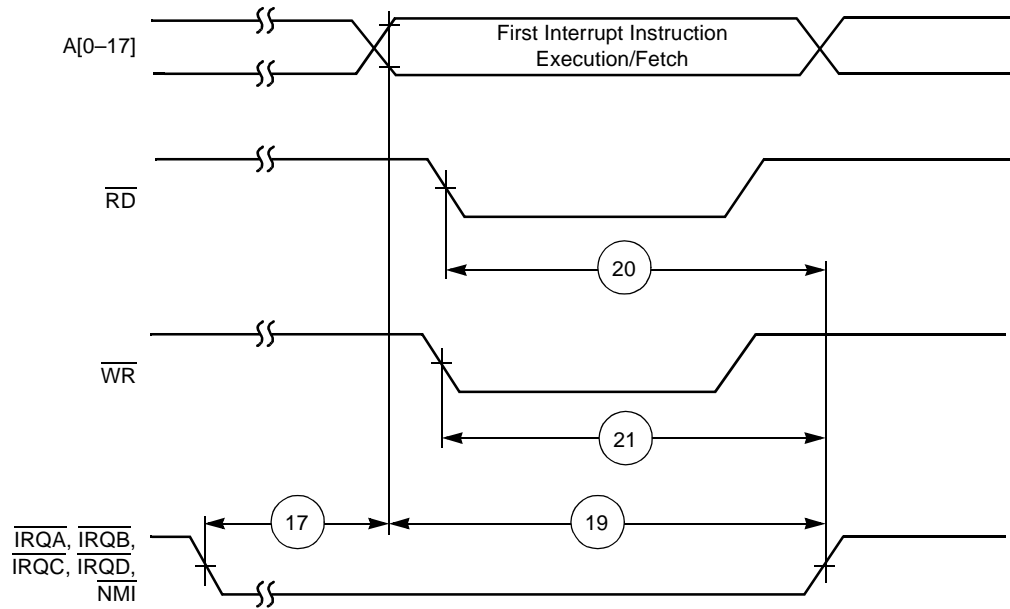 A[0–17]
First Interrupt Instruction
Execution/Fetch
RD
20
WR
21
17
19
IRQA, IRQB,
IRQC, IRQD,
NMI